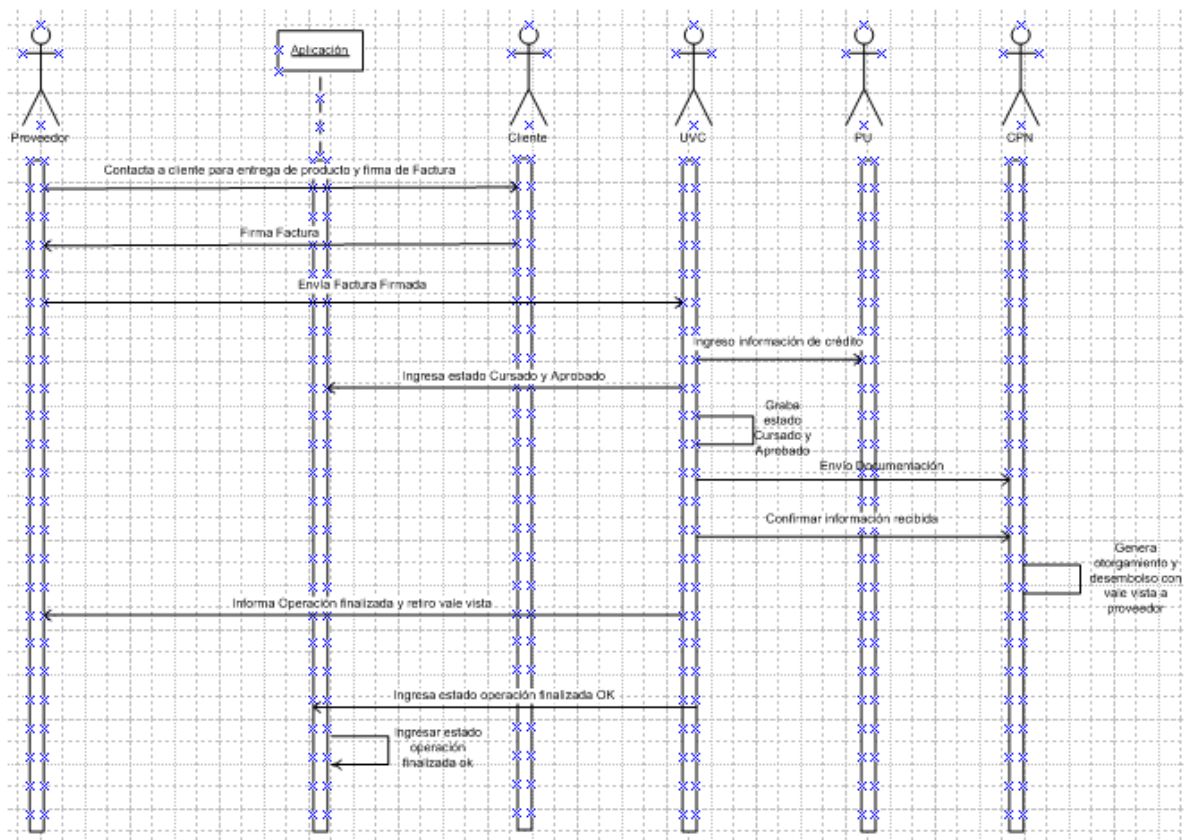 Aplicación
Proveedor
Cliente
UVC
PU
CPN
Contacta a cliente para entrega de producto y firma de Factura
Firma Factura
Envía Factura Firmada
Ingreso información de crédito
Ingresa estado Cursado y Aprobado
Graba
estado
Cursado y
Aprobado
Envío Documentación
Confirmar información recibida
Genera
otorgamiento y
desembolso con
vale vista a
proveedor
Informa Operación finalizada y retiro vale vista
Ingresa estado operación finalizada OK
Ingresar estado
operación
finalizada ok